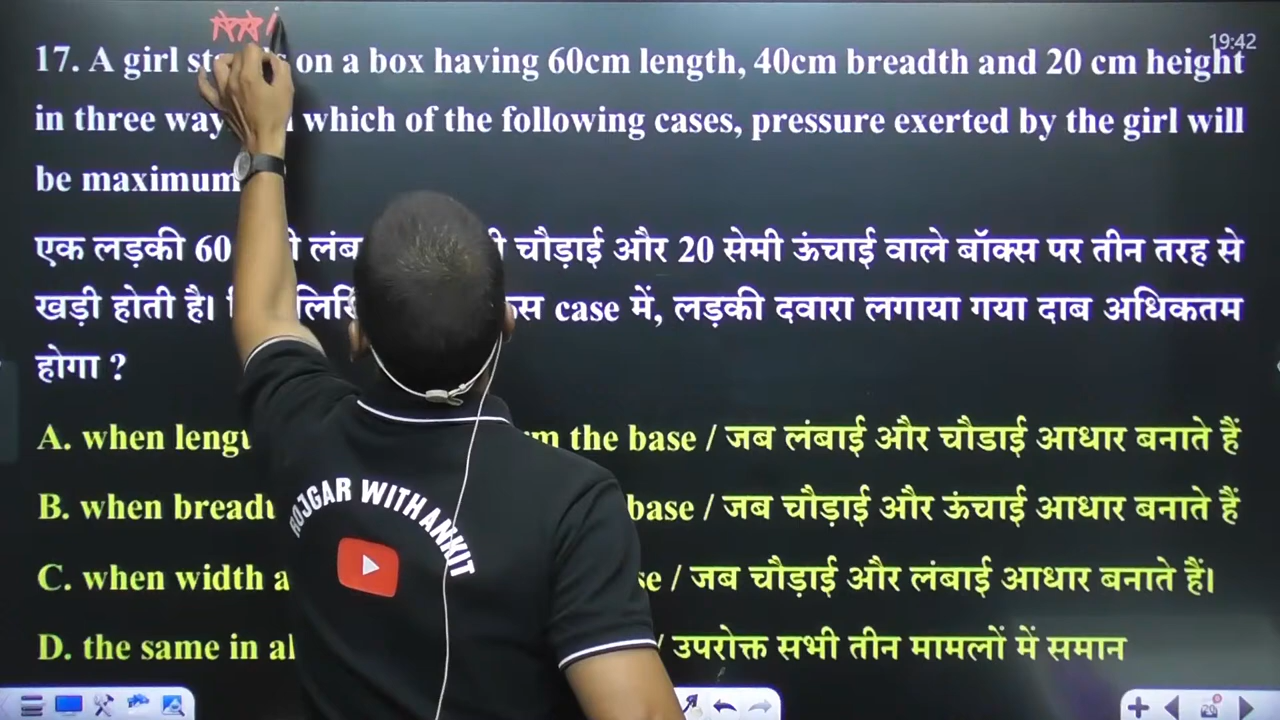 19:42
17. A girl on a box having 60cm length, 40cm breadth and 20 cm height
in three which of the following cases, pressure exerted by the girl will
be maximum
एक लड़की 60 चौड़ाई और 20 सेमी ऊंचाई वाले बॉक्स पर तीन तरह से
खड़ी होती है। case में, लड़की दवारा लगाया गया दाब अधिकतम
होगा ?
A. when the base / जब लंबाई और चौडाई आधार बनाते हैं
B. when base / जब चौड़ाई और ऊंचाई आधार बनाते हैं
C. when width / जब चौड़ाई और लंबाई आधार बनाते हैं।
D. the same in / उपरोक्त सभी तीन मामलों में समान
ROJGAR WITH ANKIT
20